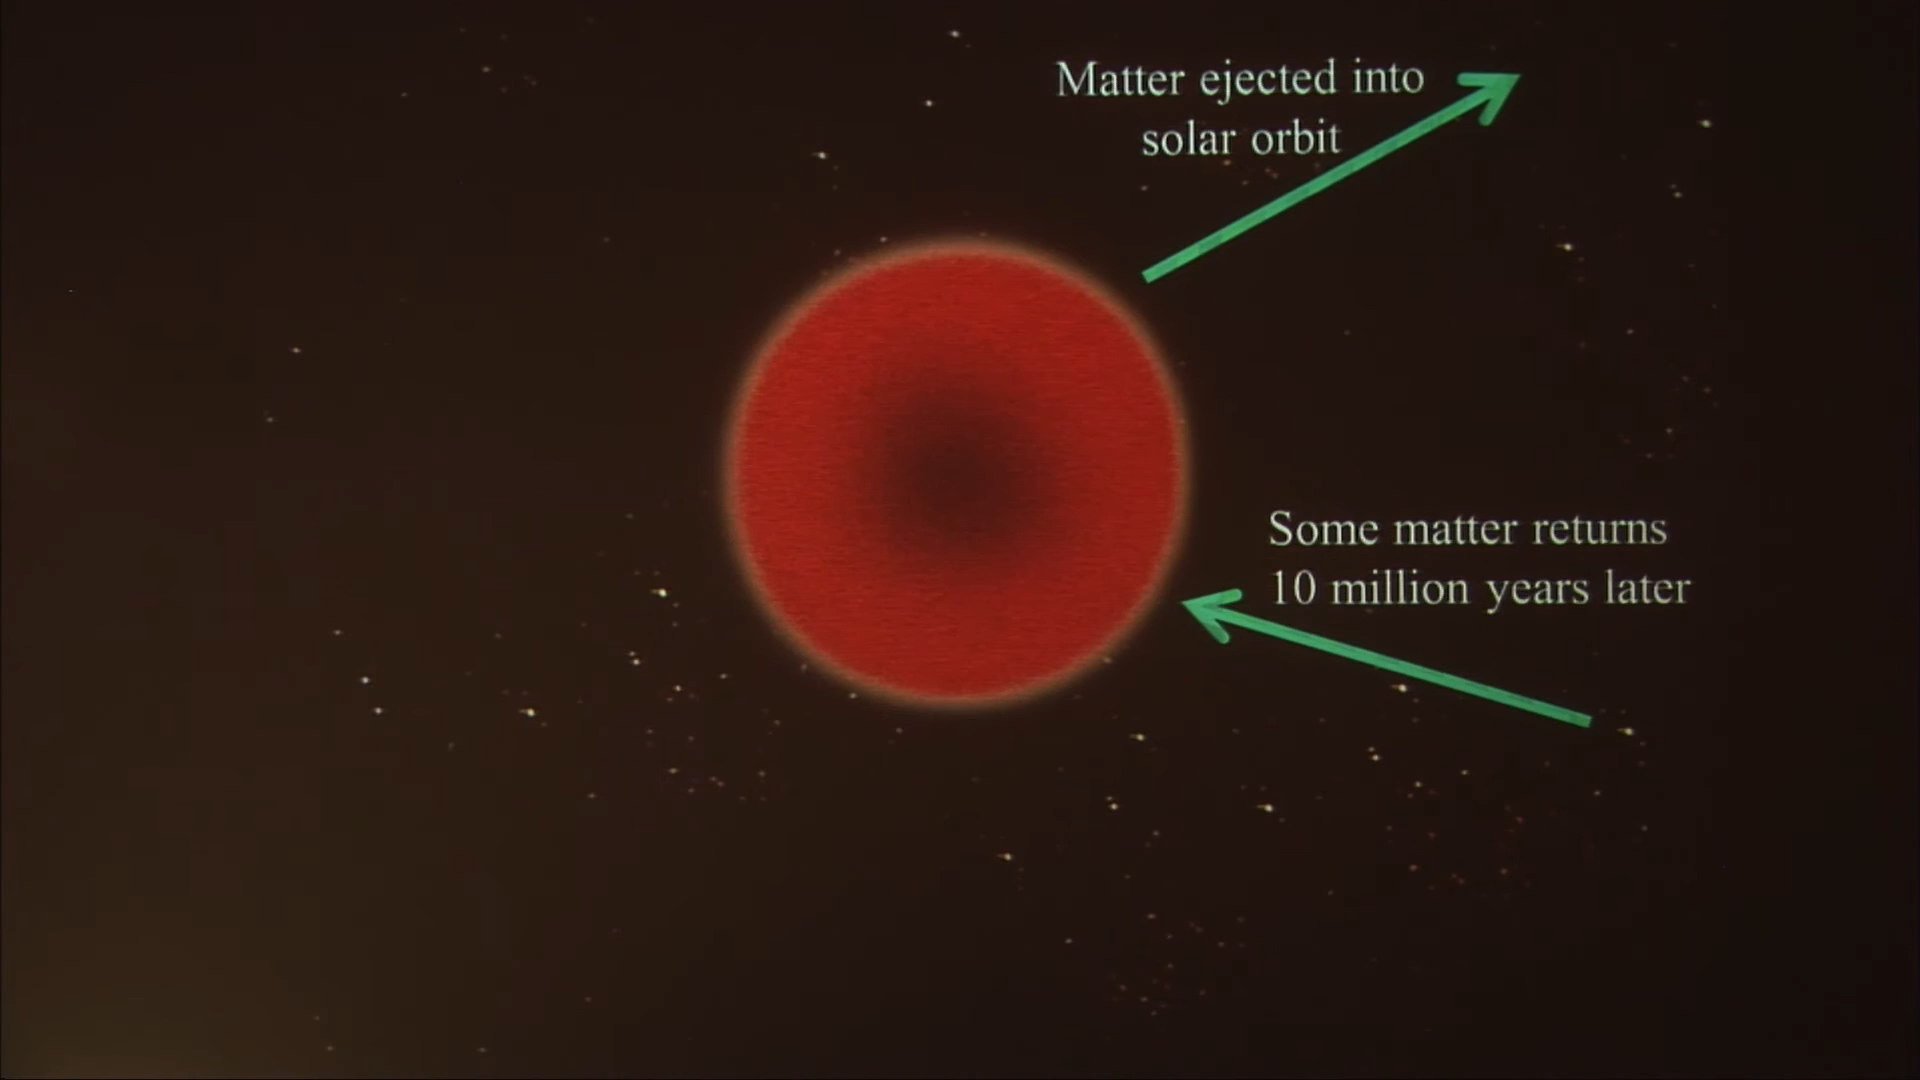 Matter ejected into
solar orbit
Some matter returns
10 million years later